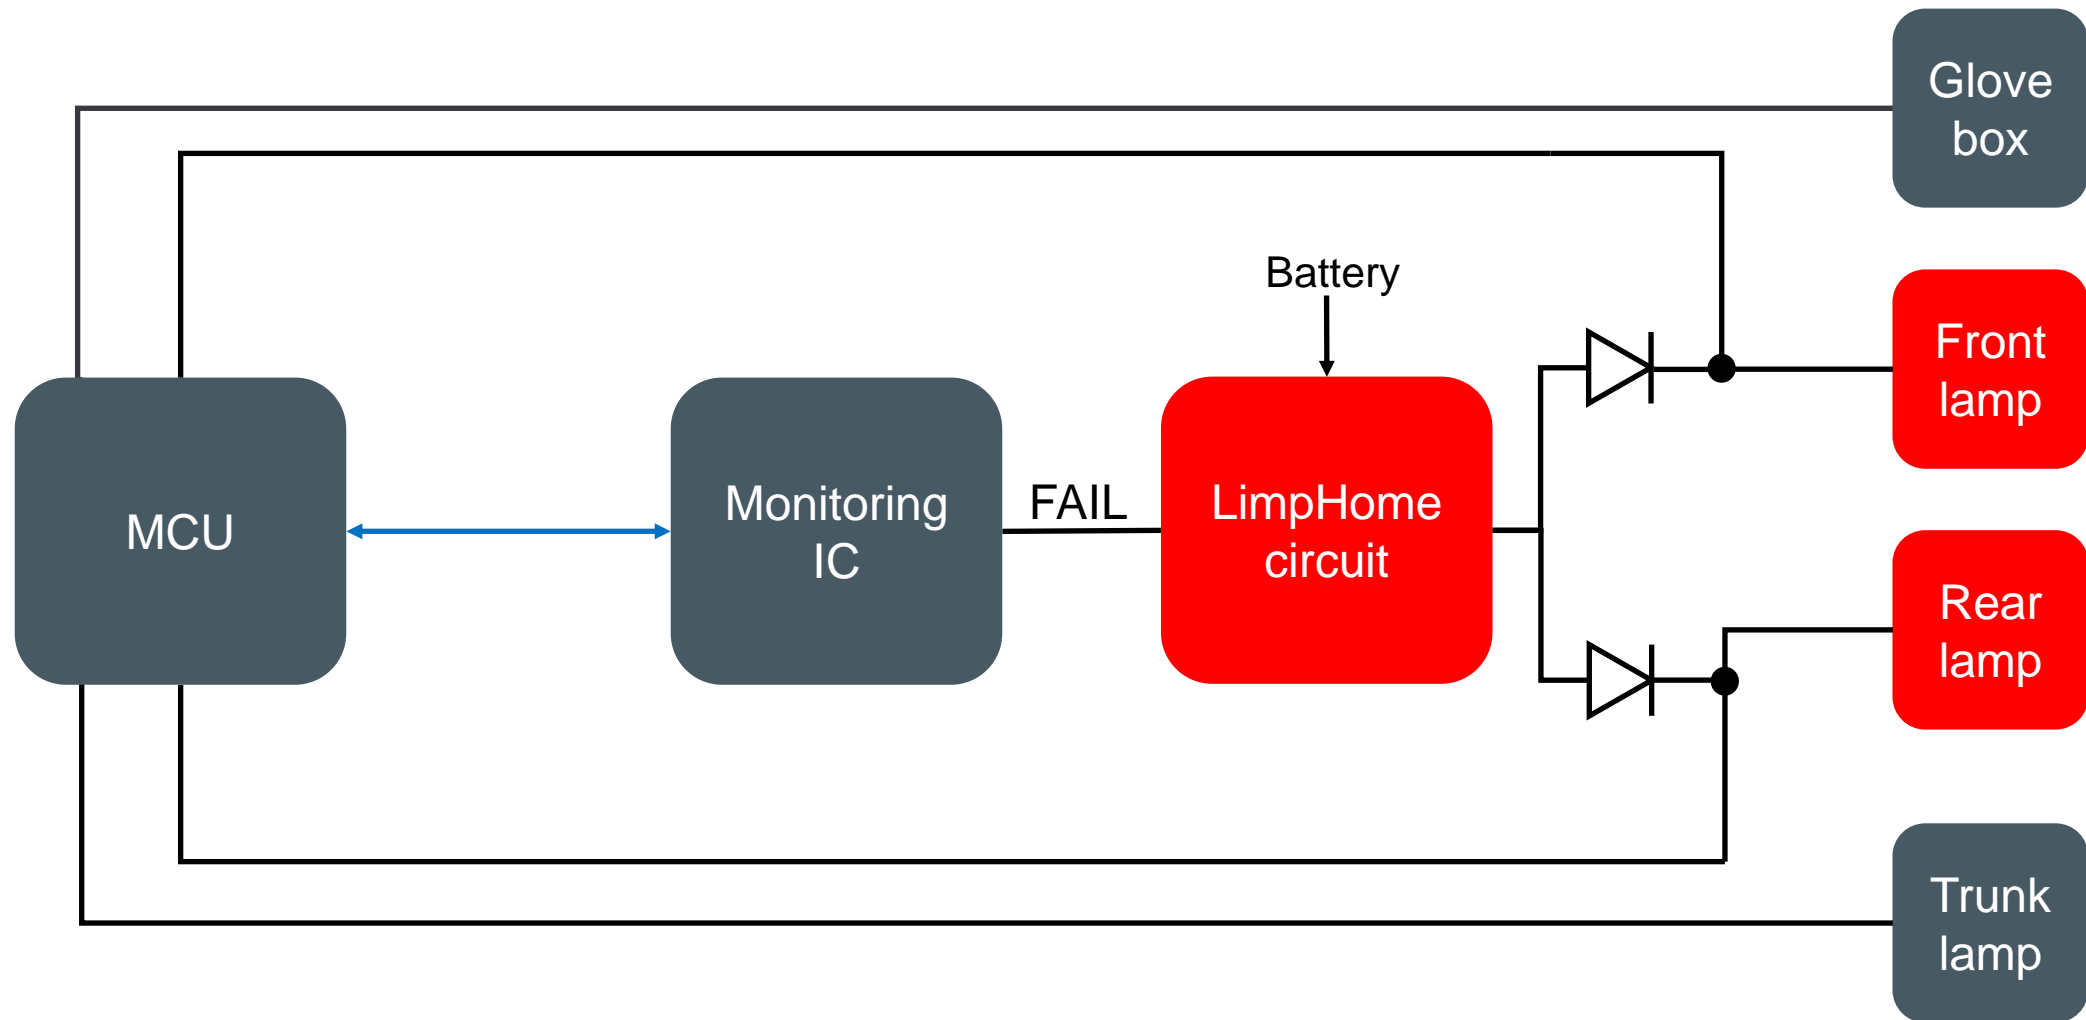 Glove
box
Battery
Front
lamp
MCU
Monitoring
IC
FAIL
LimpHome
circuit
Rear
lamp
Trunk
lamp